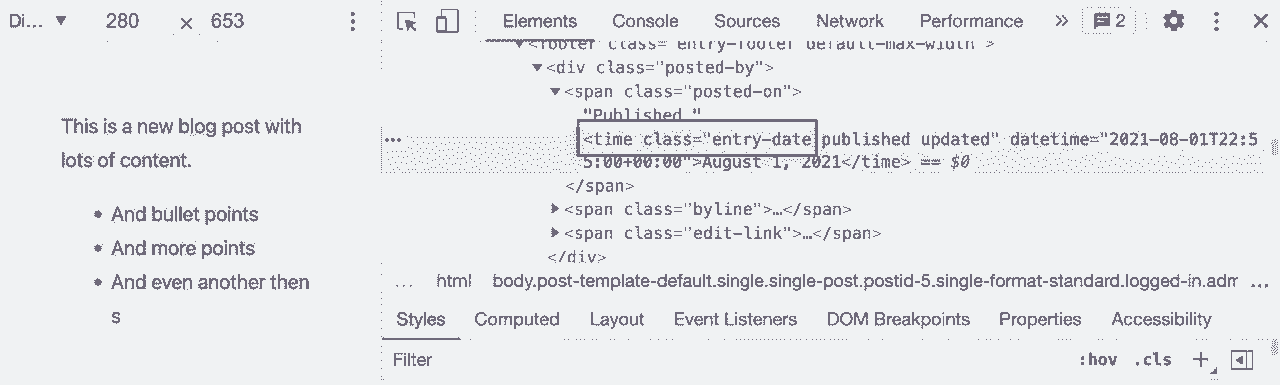 Di... ▼ 280 × 653
This is a new blog post with
lots of content.
• And bullet points
• And more points
• And even another then
s
Elements Console Sources Network Performance » 2
▼<footer class="entry-footer default-max-width">
▼<div class="posted-by">
▼<span class="posted-on">
"Published "
<time class="entry-date published updated" datetime="2021-08-01T22:5
5:00+00:00">August 1, 2021</time> == $0
</span>
▶<span class="byline">…</span>
▶<span class="edit-link">…</span>
</div>
... html body.post-template-default.single.single-post.postid-5.single-format-standard.logged-in.adm ...
Styles Computed Layout Event Listeners DOM Breakpoints Properties Accessibility
Filter :hov .cls +